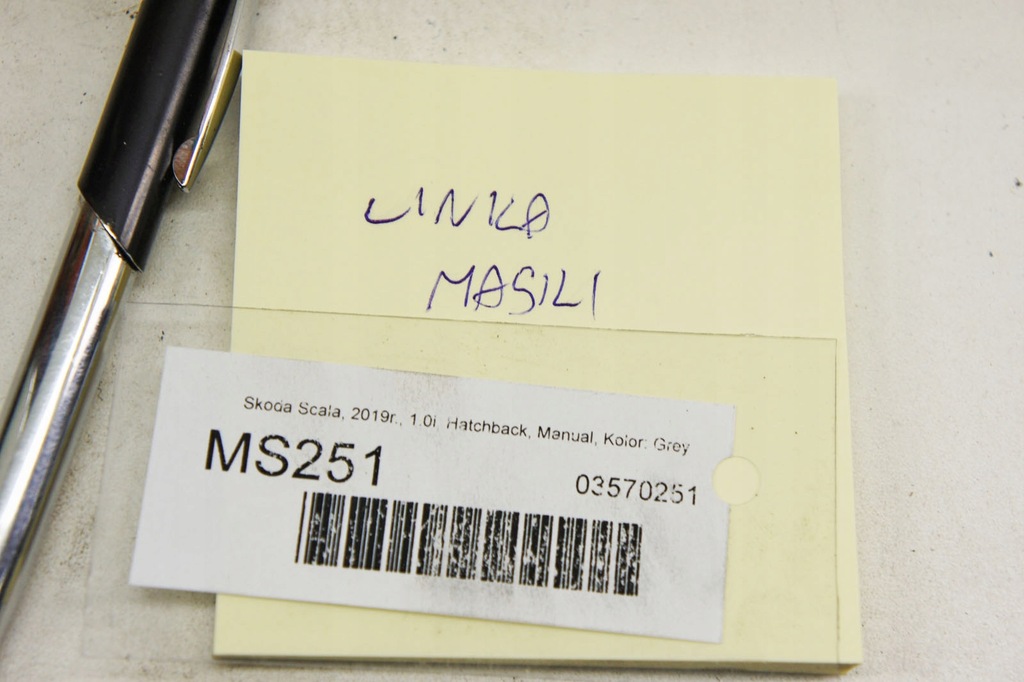 LINKA
MASILI
Skoda Scala, 2019r., 1.0i Hatchback, Manual, Kolor: Grey
MS251
03570251